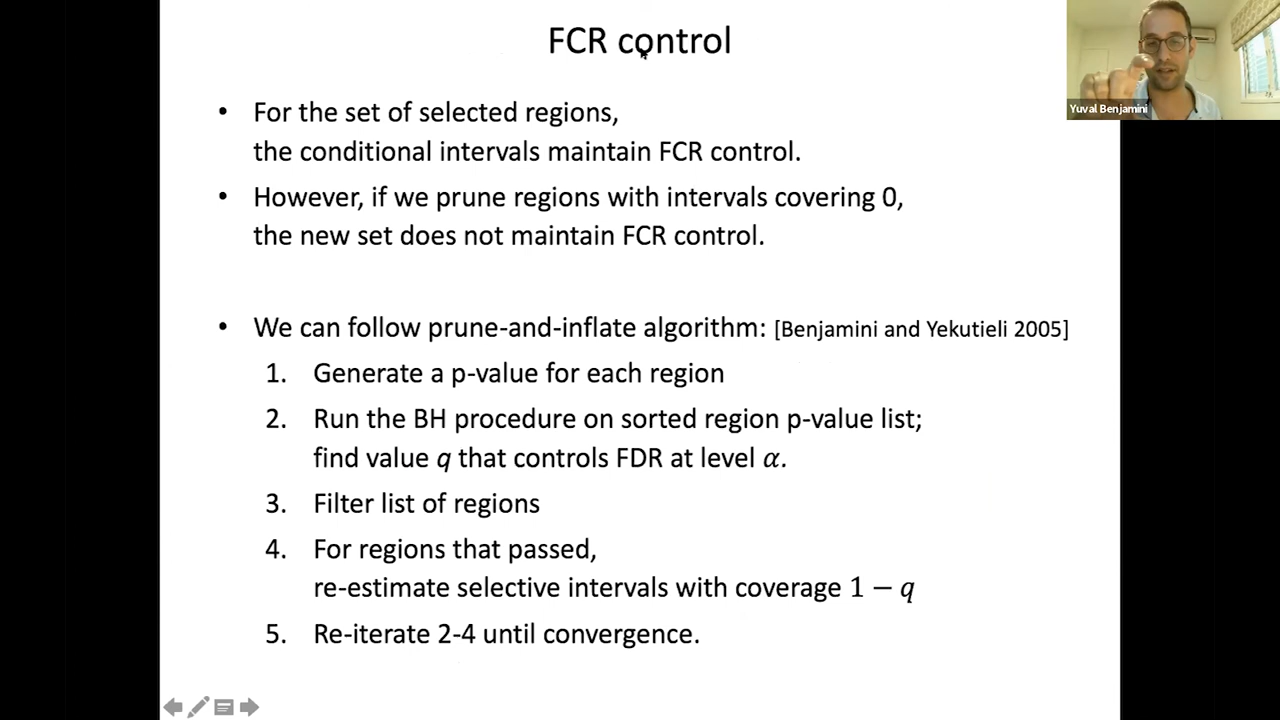 FCR control
• For the set of selected regions,
the conditional intervals maintain FCR control.
• However, if we prune regions with intervals covering 0,
the new set does not maintain FCR control.
• We can follow prune-and-inflate algorithm: [Benjamini and Yekutieli 2005]
1. Generate a p-value for each region
2. Run the BH procedure on sorted region p-value list;
find value q that controls FDR at level α.
3. Filter list of regions
4. For regions that passed,
re-estimate selective intervals with coverage 1 − q
5. Re-iterate 2-4 until convergence.
Yuval Benjamini